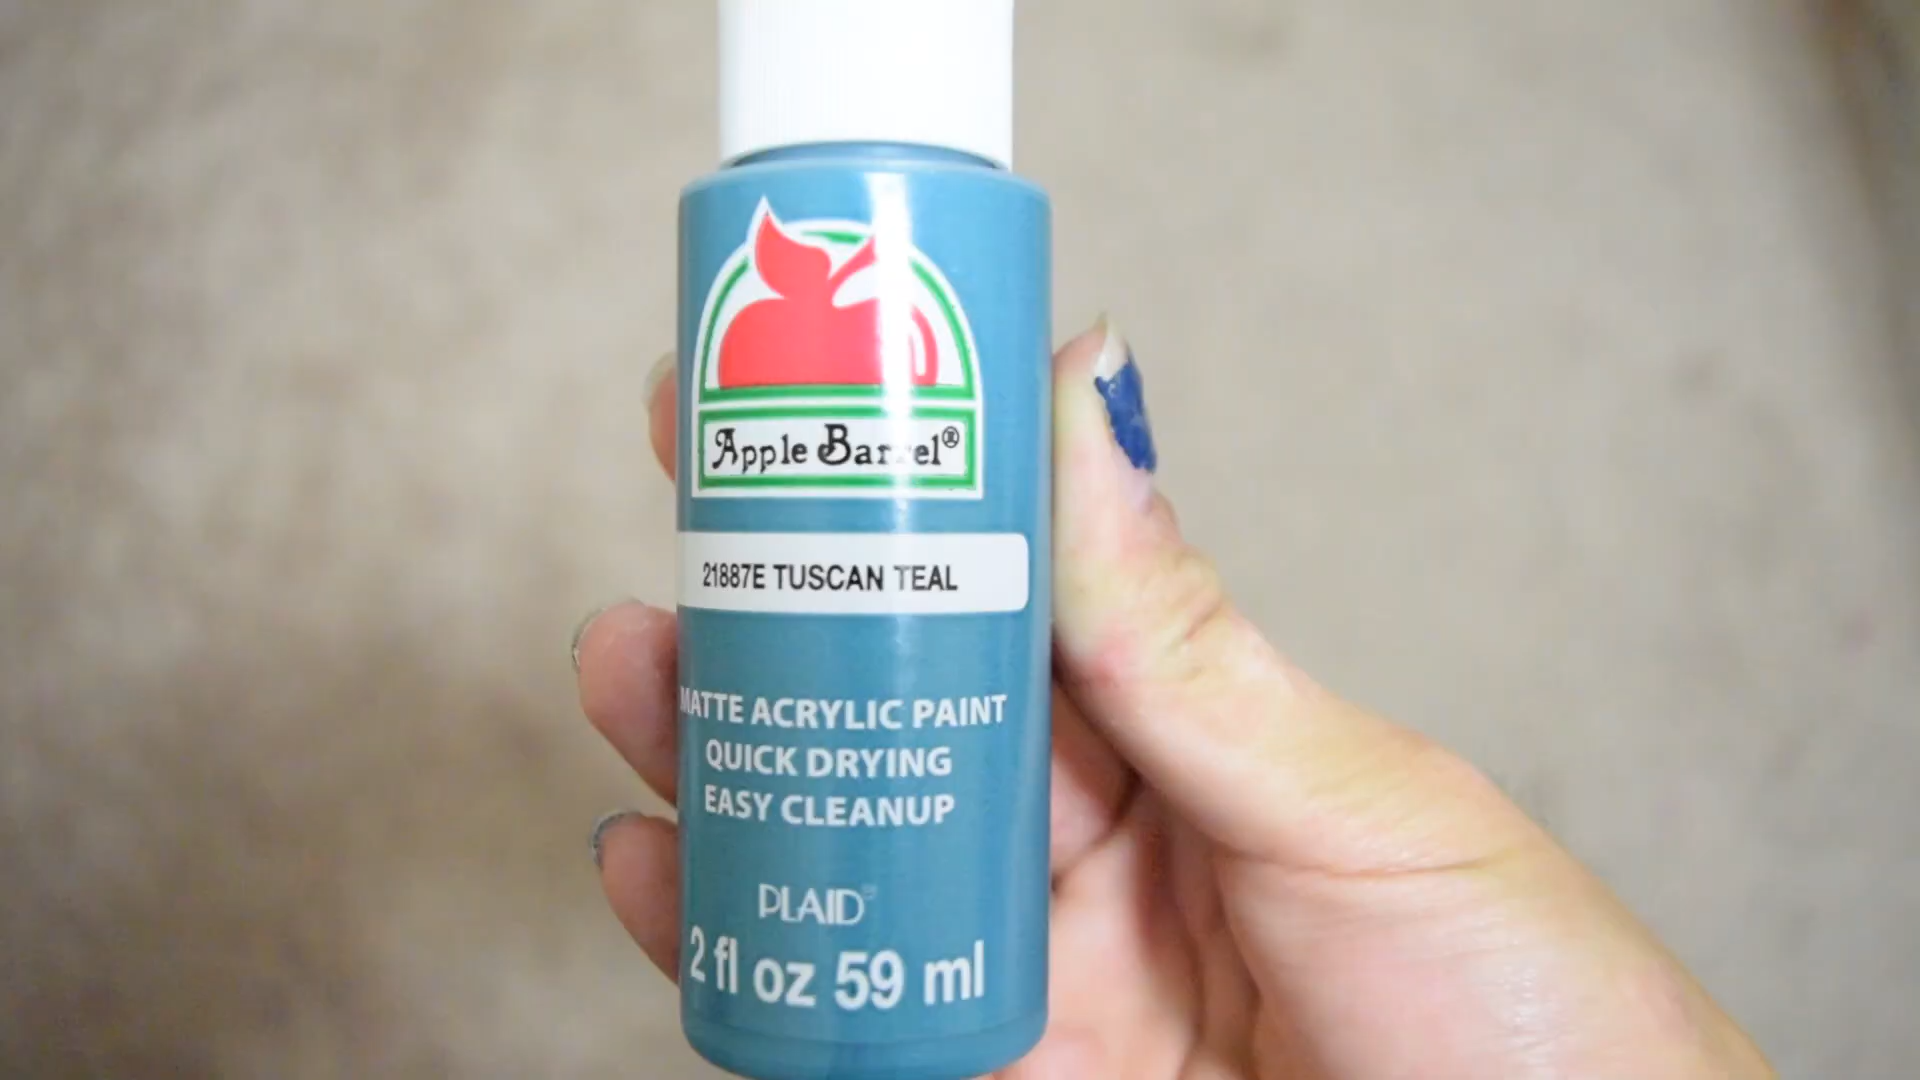 Apple Barrel®
21887E TUSCAN TEAL
MATTE ACRYLIC PAINT
QUICK DRYING
EASY CLEANUP
PLAID®
2 fl oz 59 ml